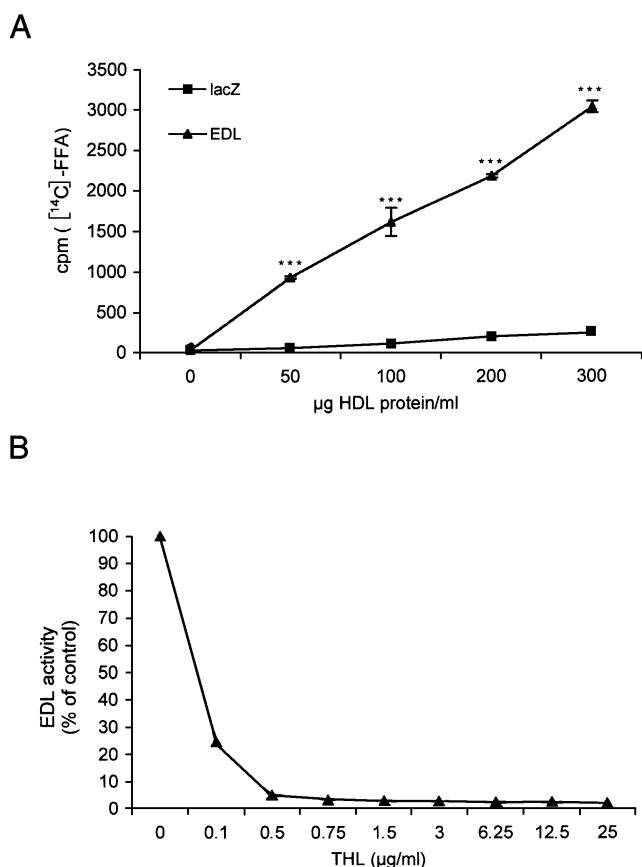 A
3500
3000
2500
2000
1500
1000
500
0
cpm ( [¹⁴C]-FFA)
lacZ
EDL
***
***
***
***
0 50 100 200 300
µg HDL protein/ml
B
100
90
80
70
60
50
40
30
20
10
0
EDL activity
(% of control)
0 0.1 0.5 0.75 1.5 3 6.25 12.5 25
THL (µg/ml)